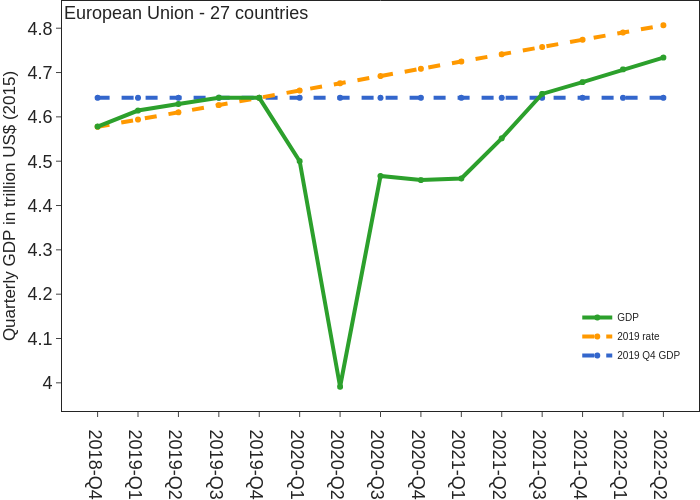 European Union - 27 countries
Quarterly GDP in trillion US$ (2015)
4.8
4.7
4.6
4.5
4.4
4.3
4.2
4.1
4
GDP
2019 rate
2019 Q4 GDP
2018-Q4
2019-Q1
2019-Q2
2019-Q3
2019-Q4
2020-Q1
2020-Q2
2020-Q3
2020-Q4
2021-Q1
2021-Q2
2021-Q3
2021-Q4
2022-Q1
2022-Q2